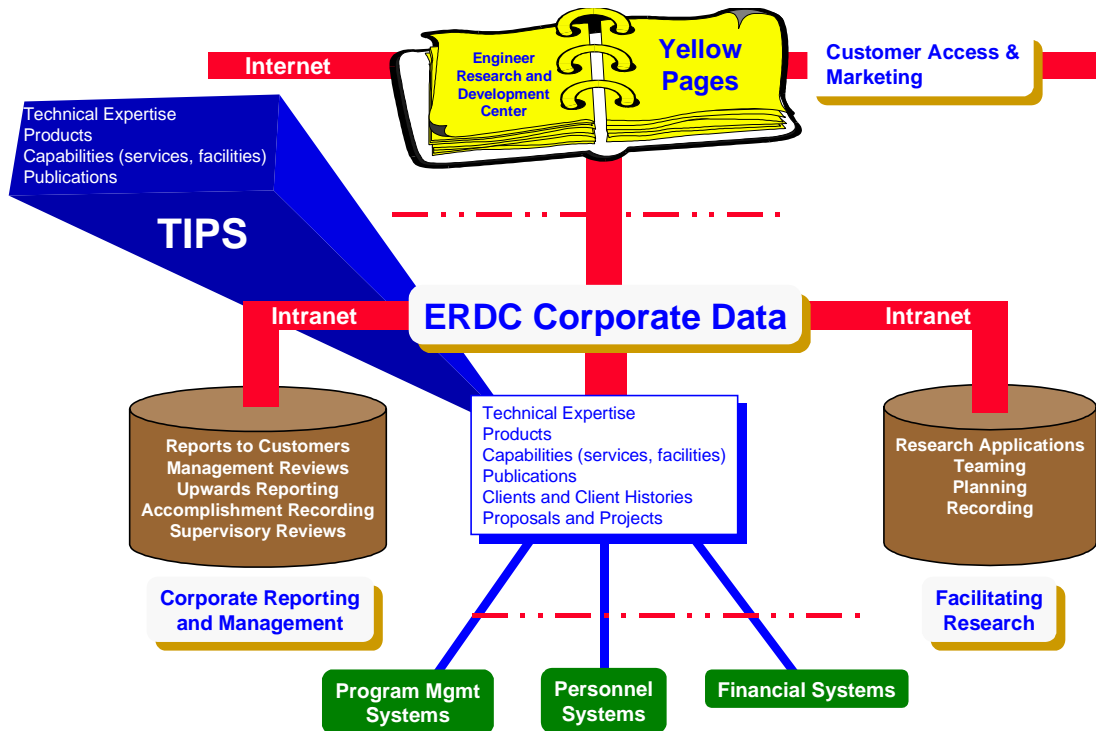 Internet
Engineer
Research and
Development
Center
Yellow
Pages
Customer Access &
Marketing
Technical Expertise
Products
Capabilities (services, facilities)
Publications
TIPS
Intranet
ERDC Corporate Data
Intranet
Reports to Customers
Management Reviews
Upwards Reporting
Accomplishment Recording
Supervisory Reviews
Technical Expertise
Products
Capabilities (services, facilities)
Publications
Clients and Client Histories
Proposals and Projects
Research Applications
Teaming
Planning
Recording
Corporate Reporting
and Management
Facilitating
Research
Program Mgmt
Systems
Personnel
Systems
Financial Systems